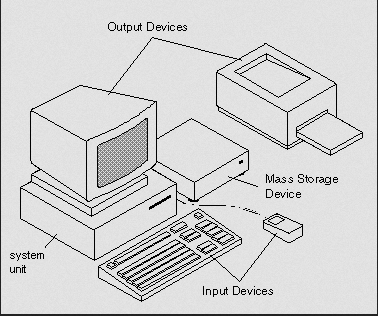 Output Devices
Mass Storage
Device
system
unit
Input Devices